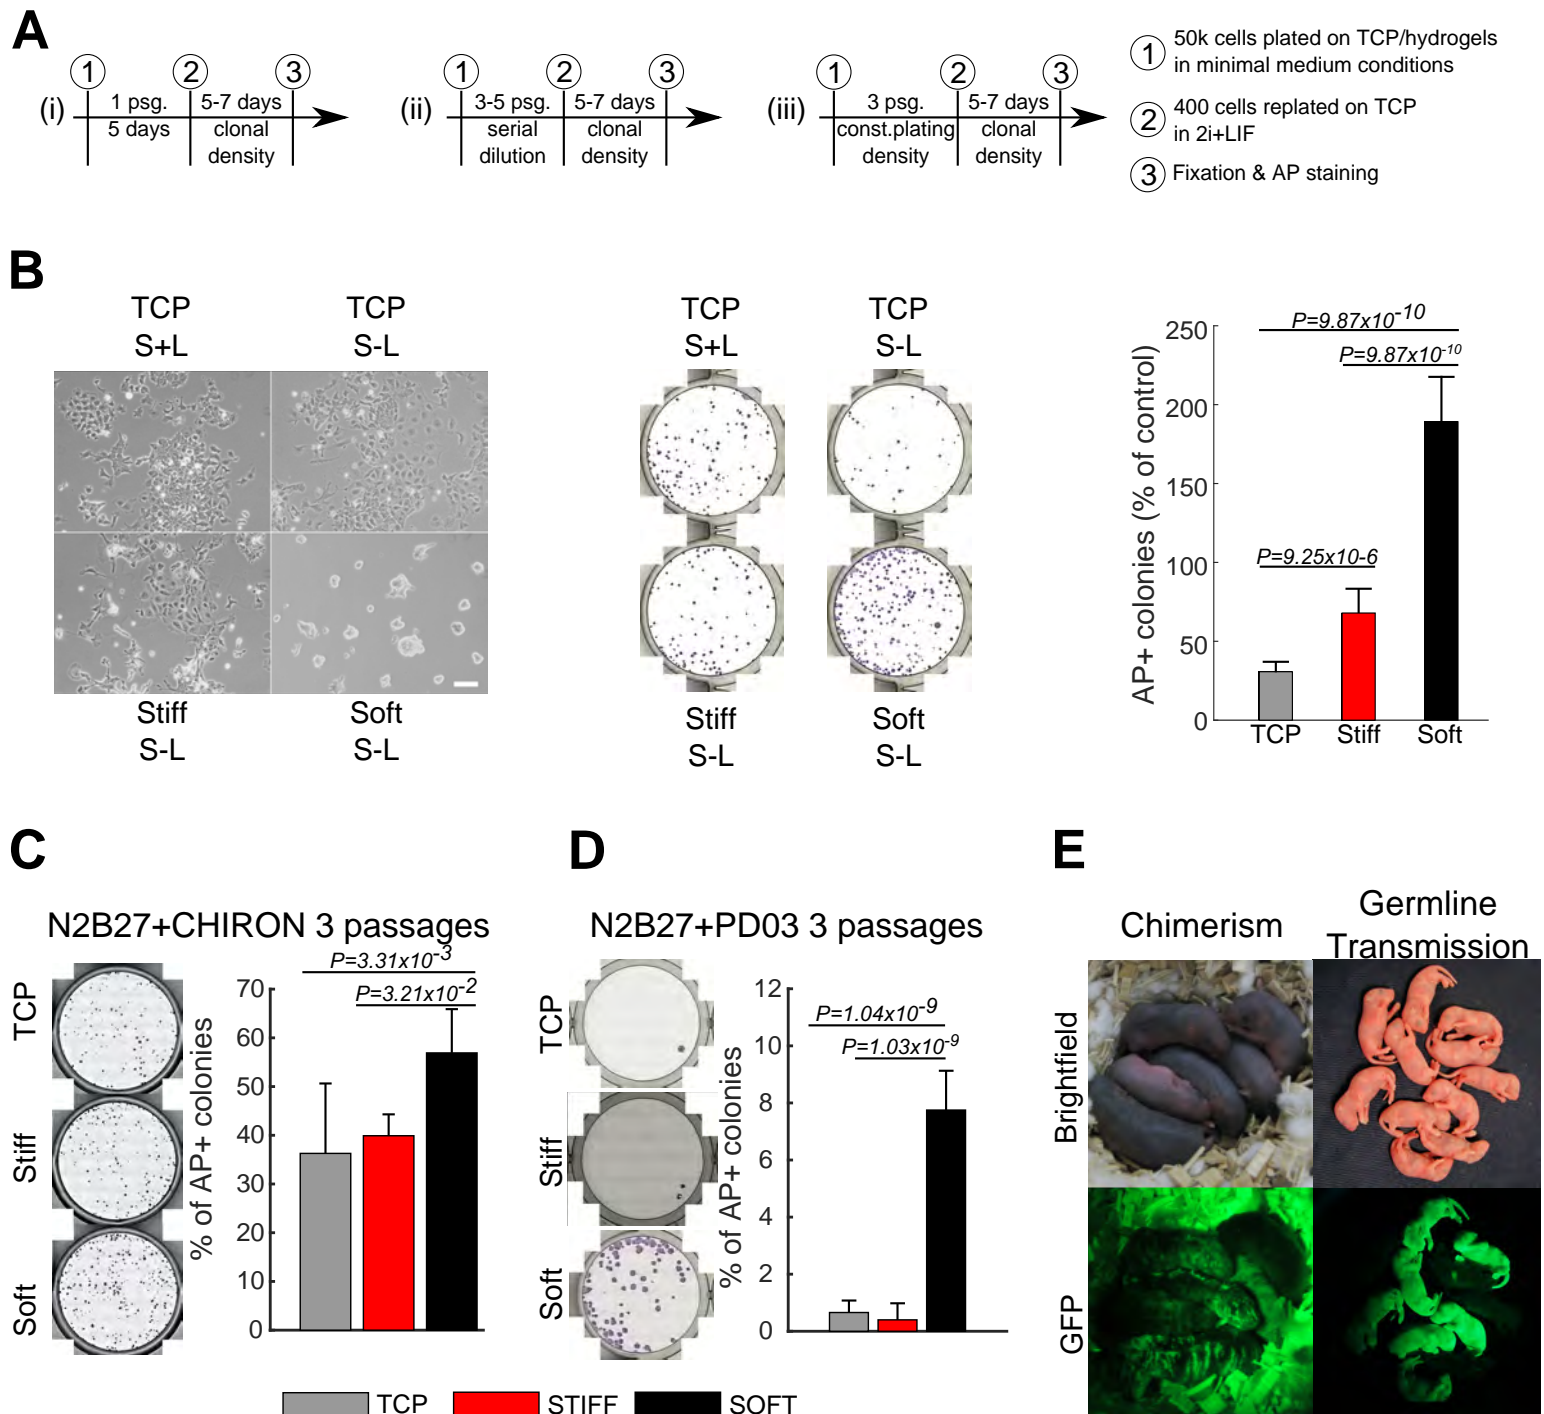 A
(i)
1
2
3
1 psg.
5-7 days
5 days
clonal
density
(ii)
1
2
3
3-5 psg.
5-7 days
serial
clonal
dilution
density
(iii)
1
2
3
3 psg.
5-7 days
const.plating
clonal
density
density
1 50k cells plated on TCP/hydrogels
in minimal medium conditions
2 400 cells replated on TCP
in 2i+LIF
3 Fixation & AP staining
B
TCP
S+L
TCP
S-L
Stiff
S-L
Soft
S-L
TCP
S+L
TCP
S-L
Stiff
S-L
Soft
S-L
AP+ colonies (% of control)
250
200
150
100
50
0
P=9.87x10-10
P=9.87x10-10
P=9.25x10-6
TCP
Stiff
Soft
C
N2B27+CHIRON 3 passages
TCP
Stiff
Soft
% of AP+ colonies
70
60
50
40
30
20
10
0
P=3.31x10-3
P=3.21x10-2
D
N2B27+PD03 3 passages
TCP
Stiff
Soft
% of AP+ colonies
12
10
8
6
4
2
0
P=1.04x10-9
P=1.03x10-9
TCP
STIFF
SOFT
E
Chimerism
Germline
Transmission
Brightfield
GFP